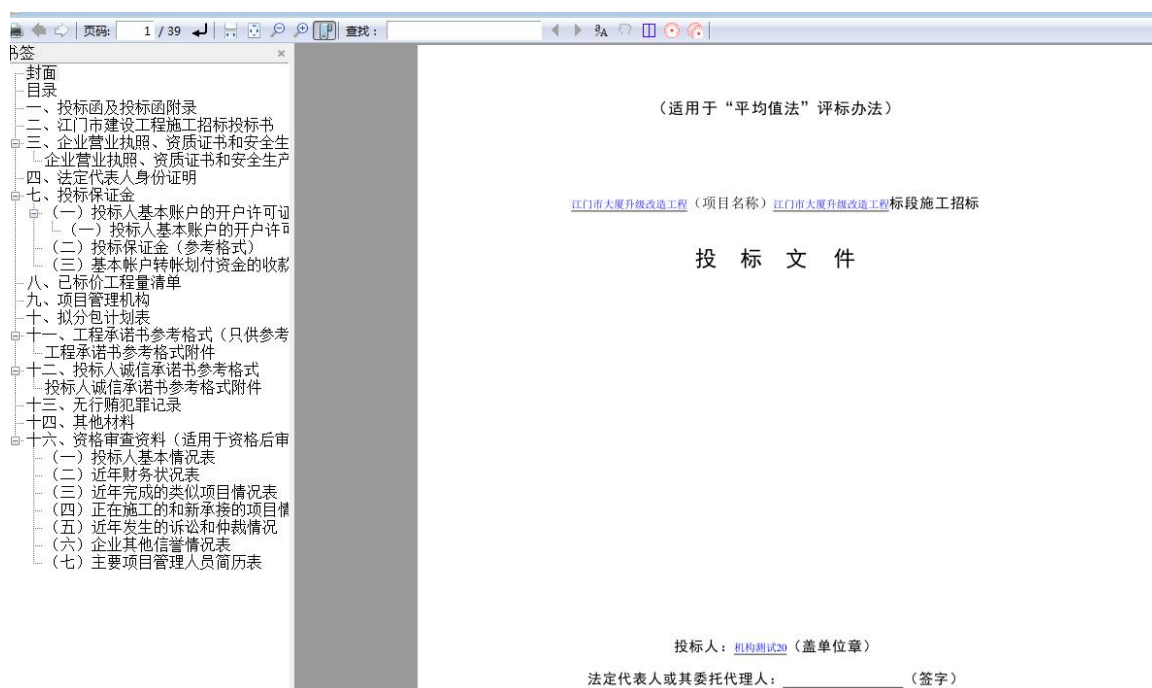 页码: 1 / 39 查找：
书签
封面
目录
一、投标函及投标函附录
二、江门市建设工程施工招标投标书
三、企业营业执照、资质证书和安全生
企业营业执照、资质证书和安全生产
四、法定代表人身份证明
七、投标保证金
（一）投标人基本账户的开户许可证
（一）投标人基本账户的开户许可
（二）投标保证金（参考格式）
（三）基本帐户转帐划付资金的收款
八、已标价工程量清单
九、项目管理机构
十、拟分包计划表
十一、工程承诺书参考格式（只供参考
工程承诺书参考格式附件
十二、投标人诚信承诺书参考格式
投标人诚信承诺书参考格式附件
十三、无行贿犯罪记录
十四、其他材料
十六、资格审查资料（适用于资格后审
（一）投标人基本情况表
（二）近年财务状况表
（三）近年完成的类似项目情况表
（四）正在施工的和新承接的项目情
（五）近年发生的诉讼和仲裁情况
（六）企业其他信誉情况表
（七）主要项目管理人员简历表
（适用于“平均值法”评标办法）
江门市大厦升级改造工程（项目名称）江门市大厦升级改造工程标段施工招标
投 标 文 件
投标人：机构测试20（盖单位章）
法定代表人或其委托代理人：（签字）